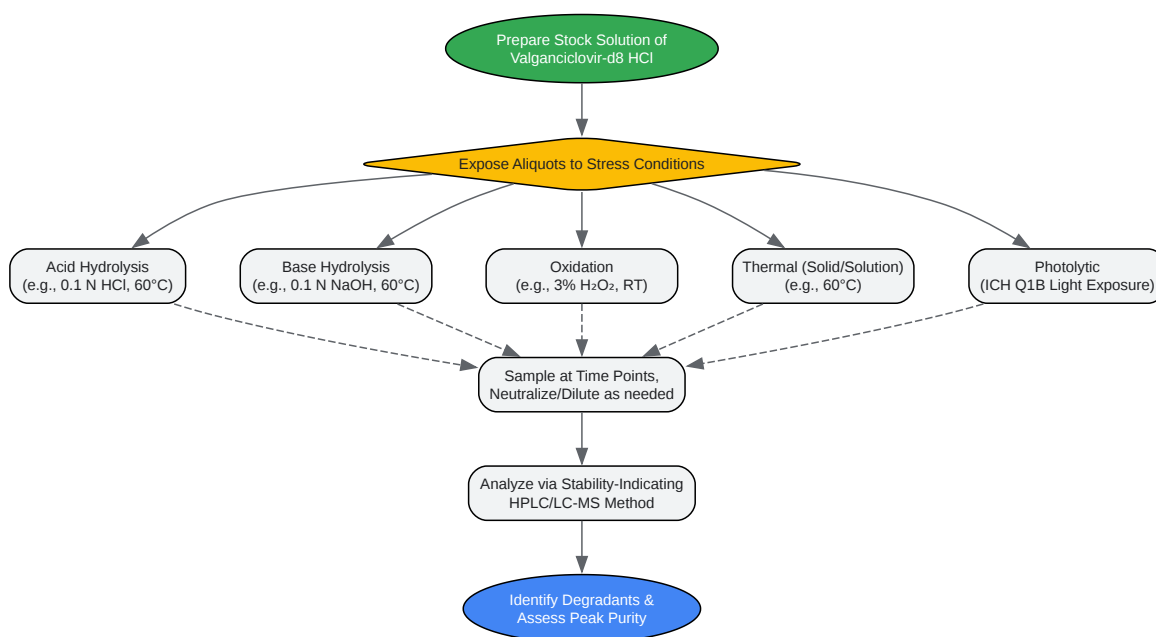 Prepare Stock Solution of
Valganciclovir-d8 HCl
Expose Aliquots to Stress Conditions
Acid Hydrolysis
(e.g., 0.1 N HCl, 60°C)
Base Hydrolysis
(e.g., 0.1 N NaOH, 60°C)
Oxidation
(e.g., 3% H₂O₂, RT)
Thermal (Solid/Solution)
(e.g., 60°C)
Photolytic
(ICH Q1B Light Exposure)
Sample at Time Points,
Neutralize/Dilute as needed
Analyze via Stability-Indicating
HPLC/LC-MS Method
Identify Degradants &
Assess Peak Purity